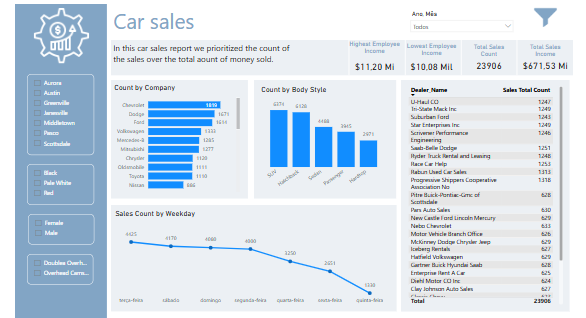 Car sales
In this car sales report we prioritized the count of
the sales over the total aount of money sold.
Ano, Mês
Todos
Highest Employee Income
$11.20 Mi
Lowest Employee Income
$10.08 Mil
Total Sales Count
23906
Total Sales Income
$671.53 Mi
Aurora
Austin
Greenville
Janesville
Middletown
Pasco
Scottsdale
Black
Pale White
Red
Female
Male
Doublee Overh...
Overhead Cams...
Count by Company
Chevrolet 1819
Dodge 1671
Ford 1614
Volkswagen 1333
Mercedes-B 1285
Mitsubishi 1277
Chrysler 1120
Oldsmobile 1111
Toyota 1110
Nissan 886
Count by Body Style
6374
6128
4488
3945
2971
SUV
Hatchback
Sedan
Passenger
Hardtop
Sales Count by Weekday
4425
4170
4080
4000
3250
2651
1330
terça-feira
sábado
domingo
segunda-feira
quarta-feira
sexta-feira
quinta-feira
Dealer_Name Sales Total Count
U-Haul CO 1247
Tri-State Mack Inc 1249
Suburban Ford 1243
Star Enterprises Inc 1249
Scrivener Performance Engineering 1246
Saab-Belle Dodge 1251
Ryder Truck Rental and Leasing 1248
Race Car Help 1253
Rabun Used Car Sales 1313
Progressive Shippers Cooperative Association No 1318
Pitre Buick-Pontiac-Gmc of Scottsdale 628
Pars Auto Sales 630
New Castle Ford Lincoln Mercury 629
Nebo Chevrolet 633
Motor Vehicle Branch Office 626
McKinney Dodge Chrysler Jeep 629
Iceberg Rentals 627
Hatfield Volkswagen 629
Gartner Buick Hyundai Saab 628
Enterprise Rent A Car 625
Diehl Motor CO Inc 624
Clay Johnson Auto Sales 627
Total 23906